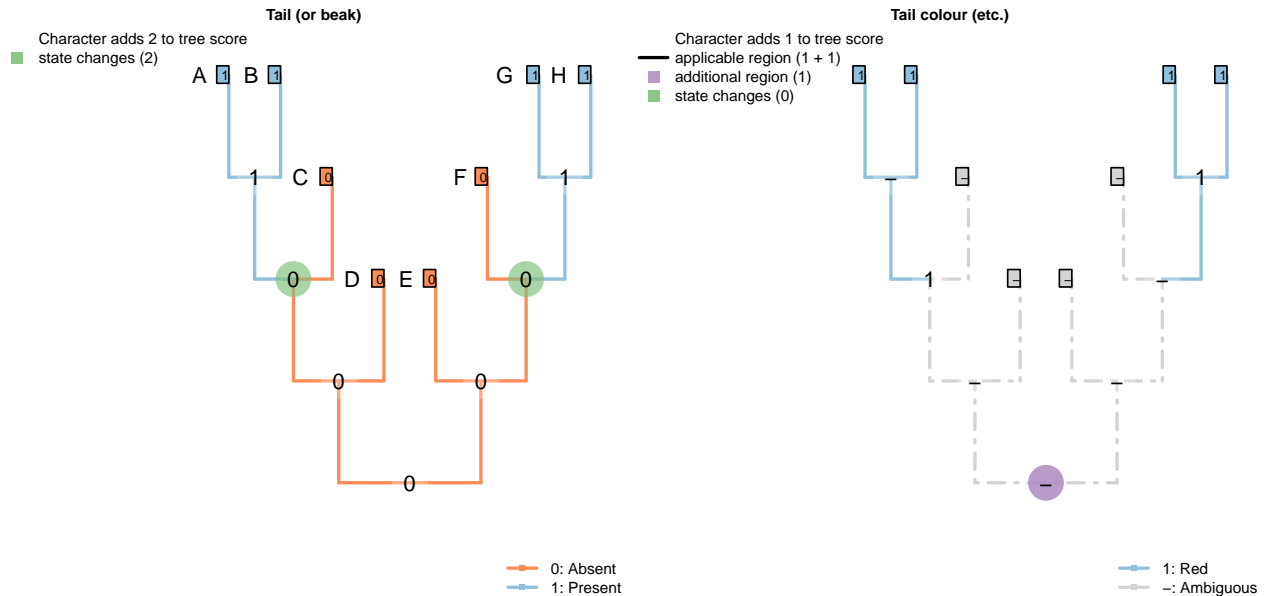 Tail (or beak)
Character adds 2 to tree score
state changes (2)
A 1 B 1 G 1 H 1
1 C 0 F 0 1
0 D 0 E 0 0
0 0
0
0: Absent
1: Present
Tail colour (etc.)
Character adds 1 to tree score
applicable region (1 + 1)
additional region (1)
state changes (0)
1 1 1 1
– – – 1
1 – – –
– –
–
1: Red
–: Ambiguous